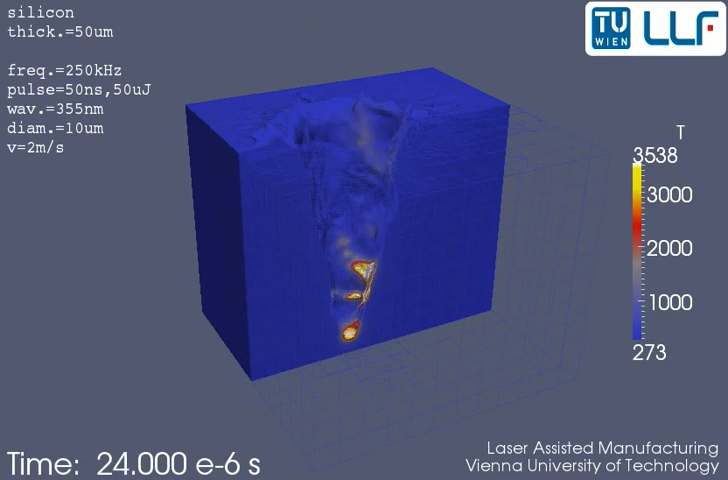 silicon
thick.=50um
freq.=250kHz
pulse=50ns,50uJ
wav.=355nm
diam.=10um
v=2m/s
TU
WIEN
LLF
T
3538
3000
2000
1000
273
Time: 24.000 e-6 s
Laser Assisted Manufacturing
Vienna University of Technology